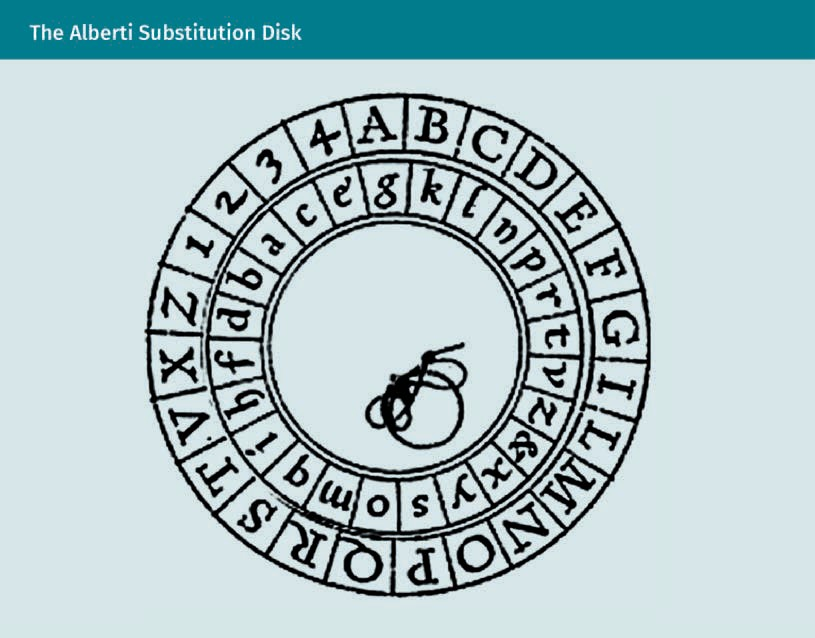 The Alberti Substitution Disk
A B C D E F G I L M N O P Q R S T V X Z 1 2 3 4
g k l n p r t v z & x y s o m q i h f d b a c e